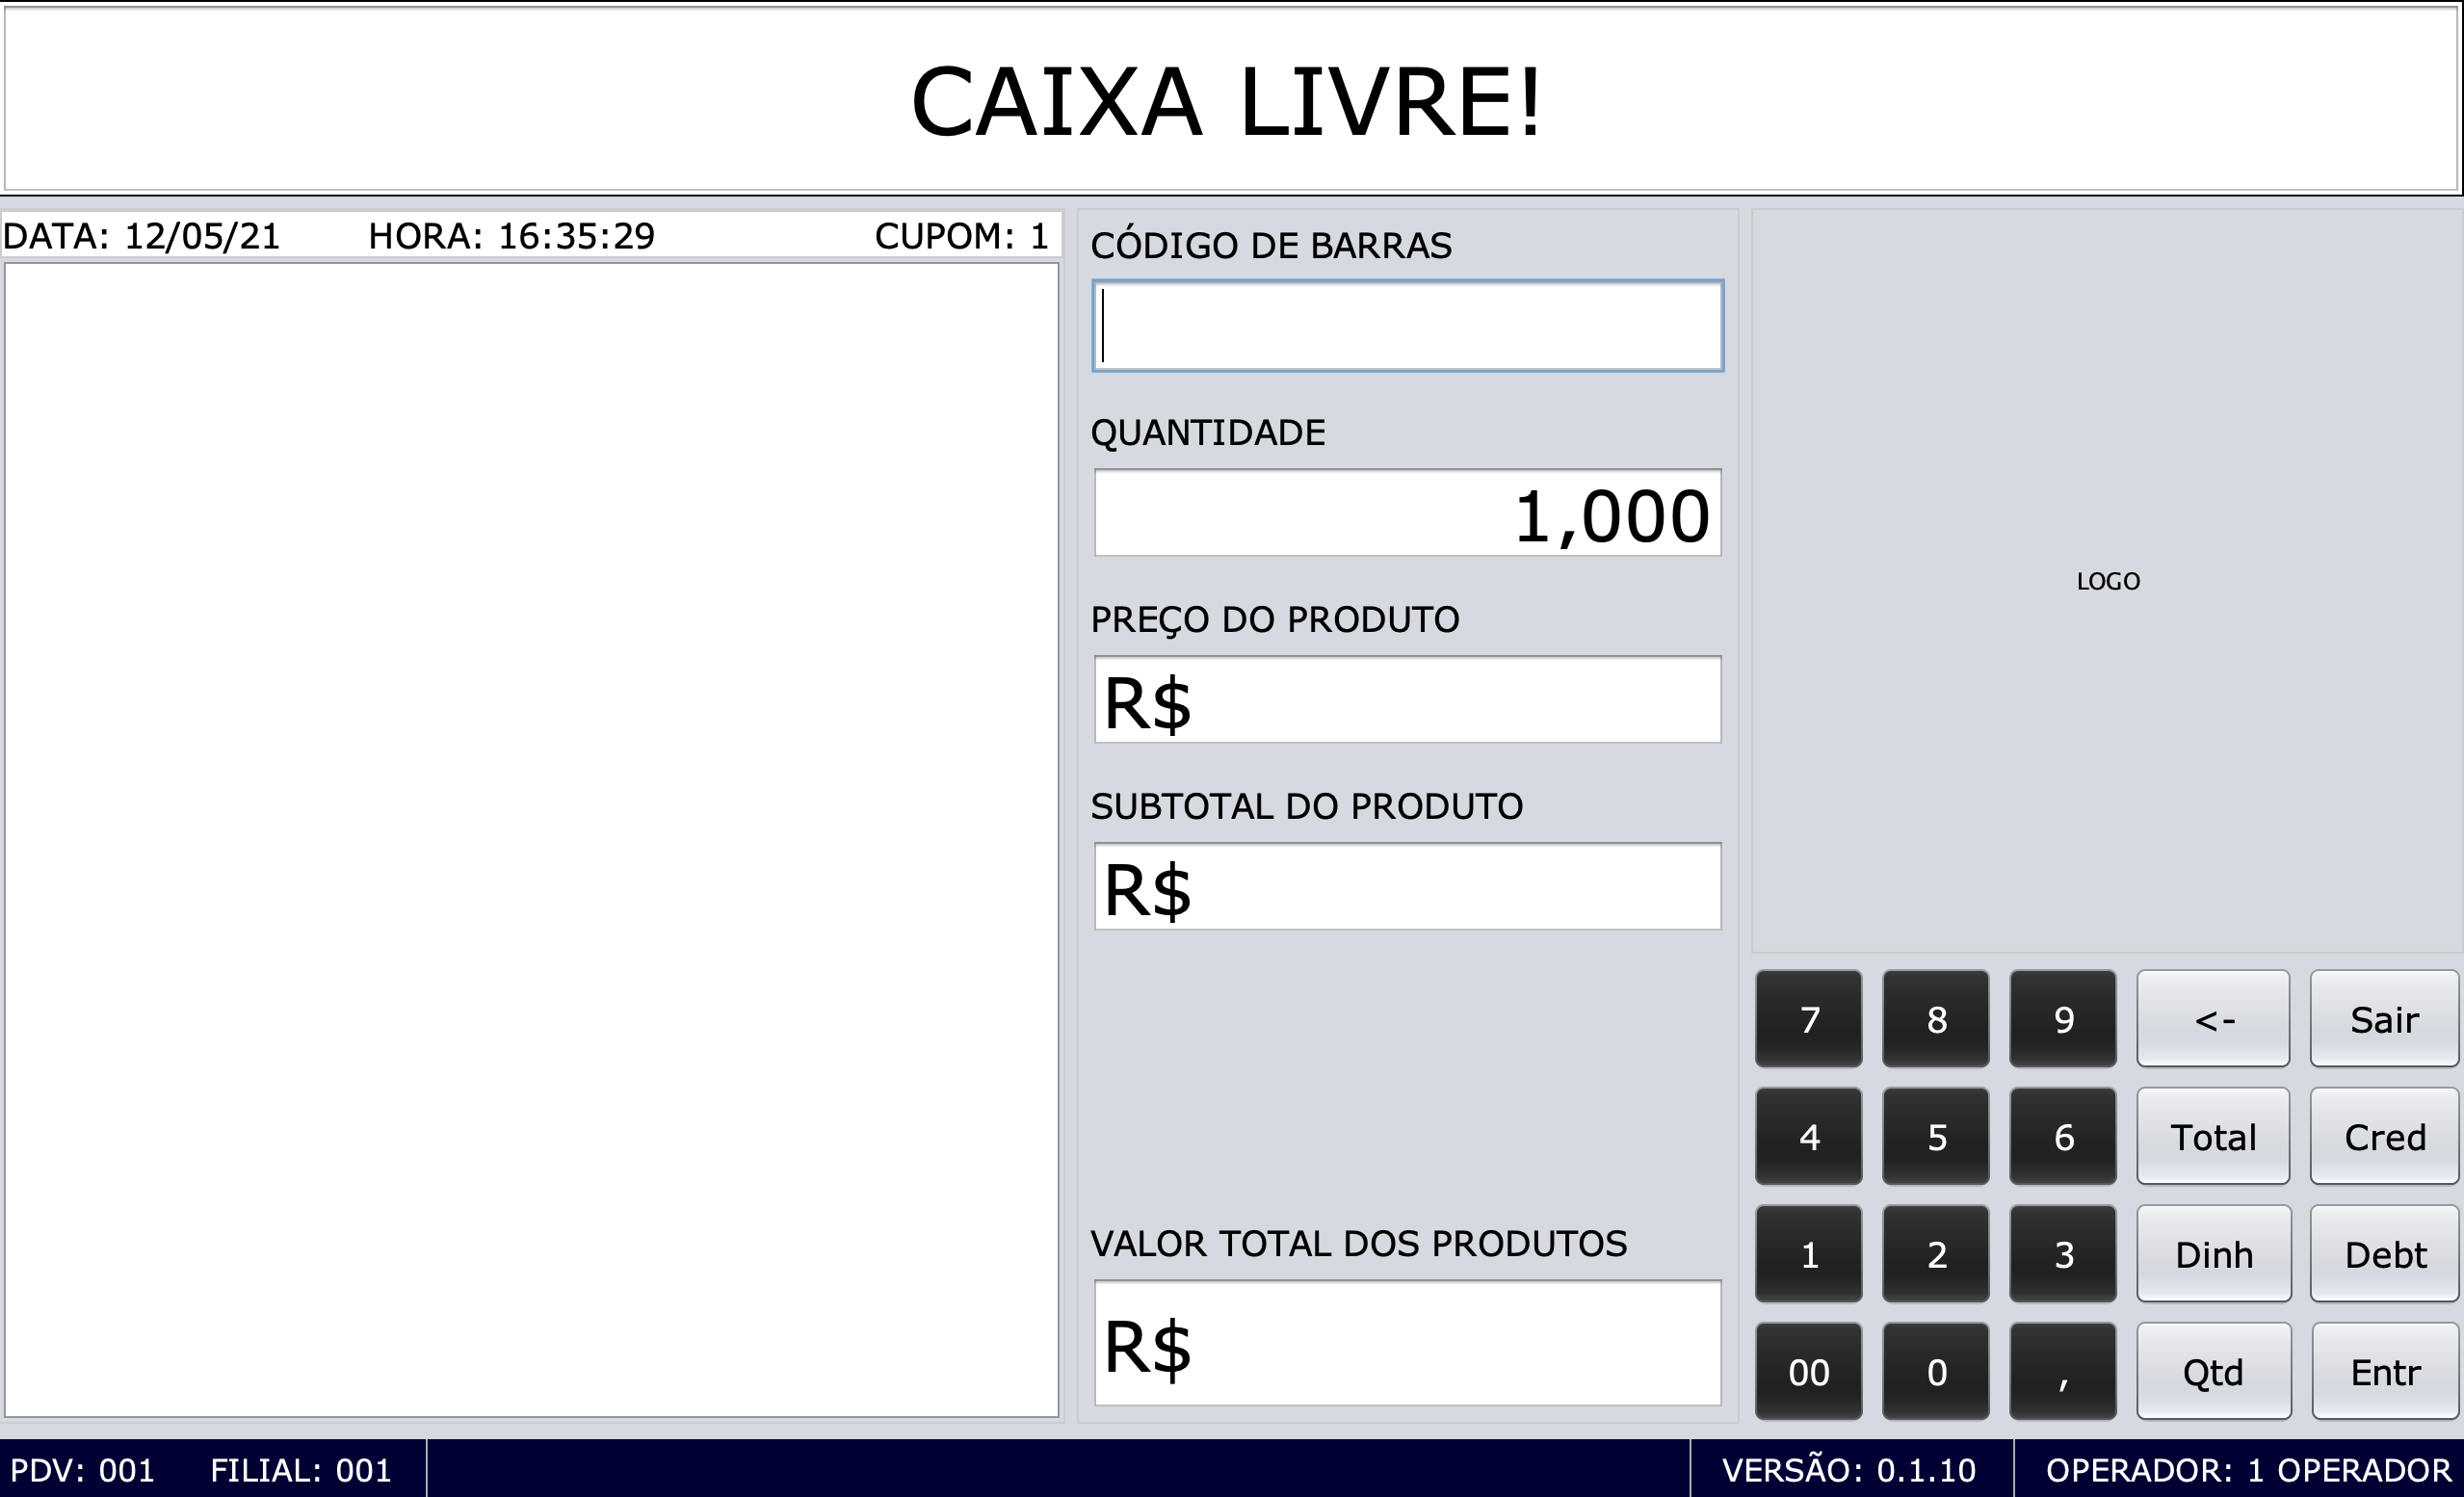 CAIXA LIVRE!
DATA: 12/05/21 HORA: 16:35:29 CUPOM: 1
CÓDIGO DE BARRAS
QUANTIDADE
1,000
PREÇO DO PRODUTO
R$
SUBTOTAL DO PRODUTO
R$
VALOR TOTAL DOS PRODUTOS
R$
LOGO
7 8 9 <- Sair
4 5 6 Total Cred
1 2 3 Dinh Debt
00 0 , Qtd Entr
PDV: 001 FILIAL: 001 VERSÃO: 0.1.10 OPERADOR: 1 OPERADOR